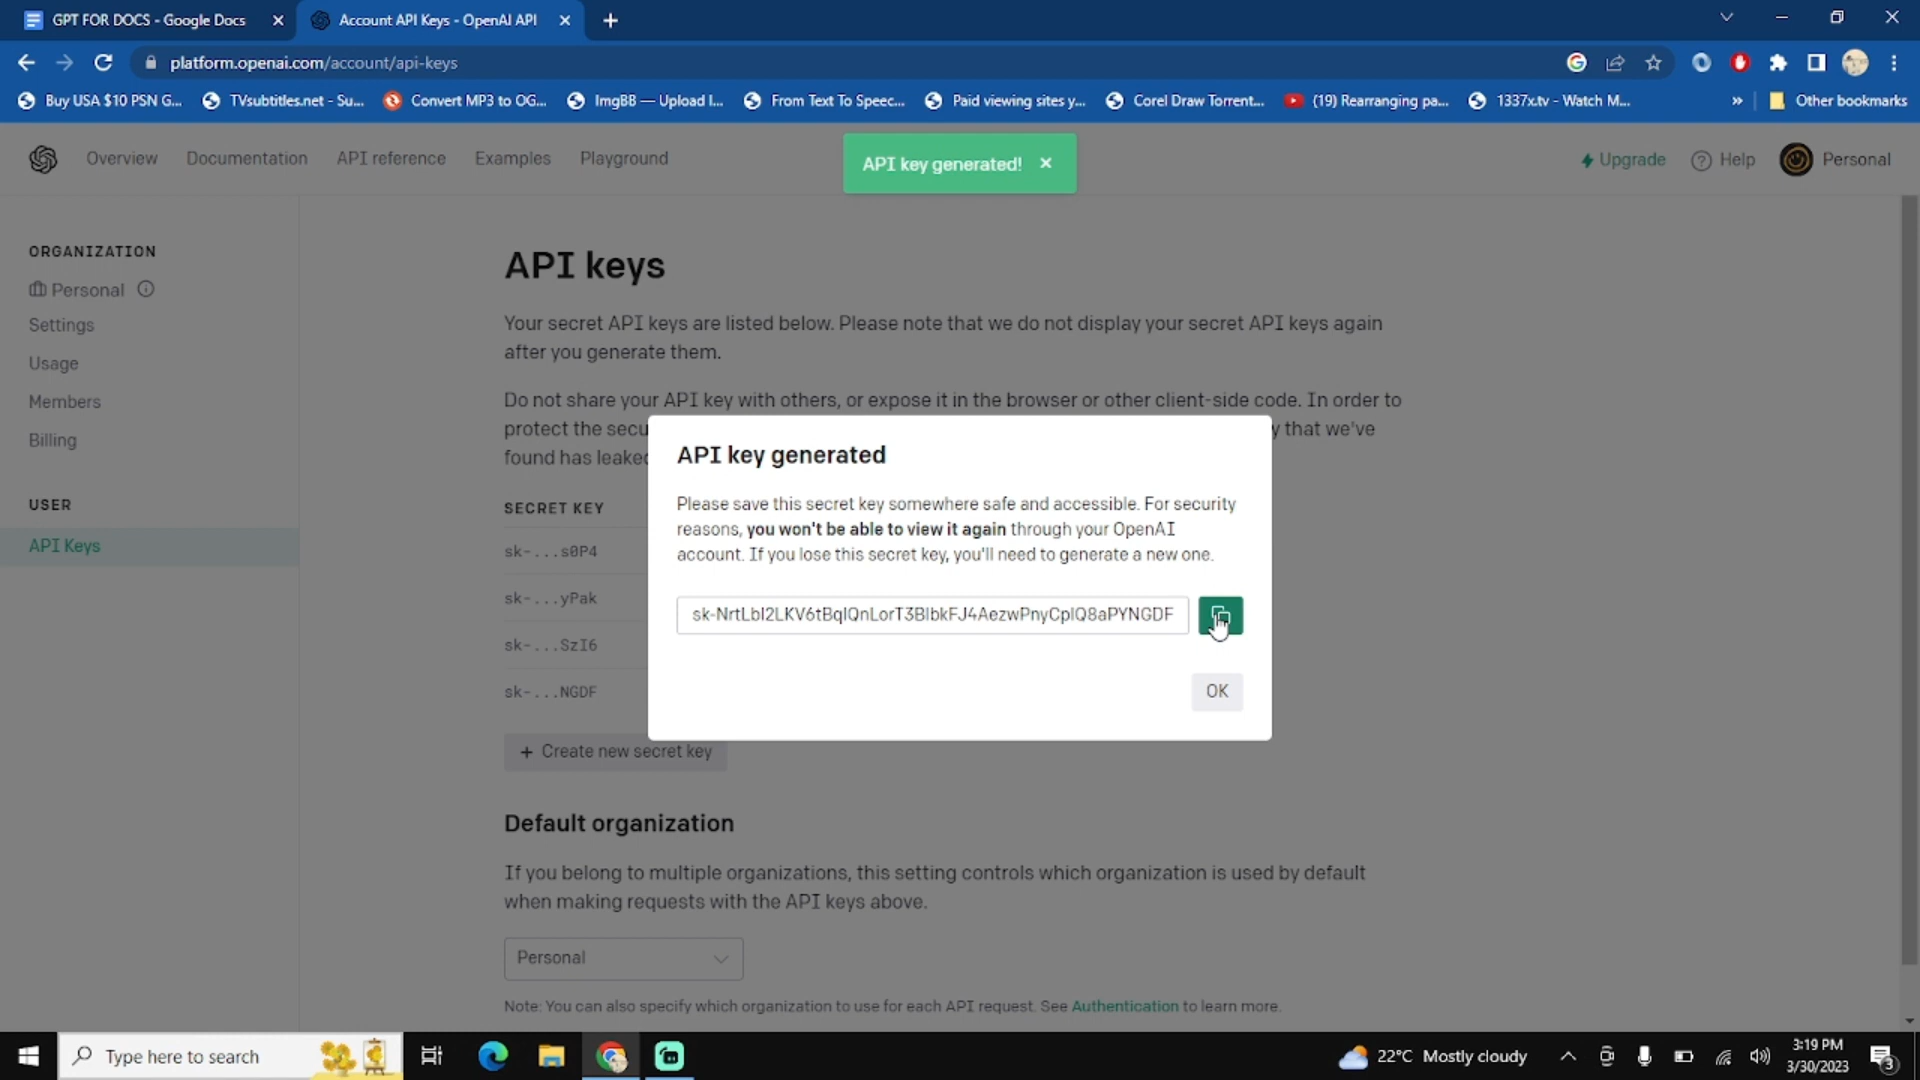 GPT FOR DOCS - Google Docs
Account API Keys - OpenAI API
platform.openai.com/account/api-keys
Buy USA $10 PSN G...
TVsubtitles.net - Su...
Convert MP3 to OG...
ImgBB — Upload I...
From Text To Speec...
Paid viewing sites y...
Corel Draw Torrent...
(19) Rearranging pa...
1337x.tv - Watch M...
»
Other bookmarks
Overview
Documentation
API reference
Examples
Playground
API key generated!
Upgrade
Help
Personal
ORGANIZATION
Personal
Settings
Usage
Members
Billing
USER
API Keys
API keys
Your secret API keys are listed below. Please note that we do not display your secret API keys again
after you generate them.
Do not share your API key with others, or expose it in the browser or other client-side code. In order to
protect the secu
y that we've
found has leaked
SECRET KEY
sk-...s0P4
sk-...yPak
sk-...SzI6
sk-...NGDF
API key generated
Please save this secret key somewhere safe and accessible. For security
reasons, you won't be able to view it again through your OpenAI
account. If you lose this secret key, you'll need to generate a new one.
OK
+ Create new secret key
Default organization
If you belong to multiple organizations, this setting controls which organization is used by default
when making requests with the API keys above.
Personal
Note: You can also specify which organization to use for each API request. See Authentication to learn more.
Type here to search
22°C Mostly cloudy
3:19 PM
3/30/2023
3